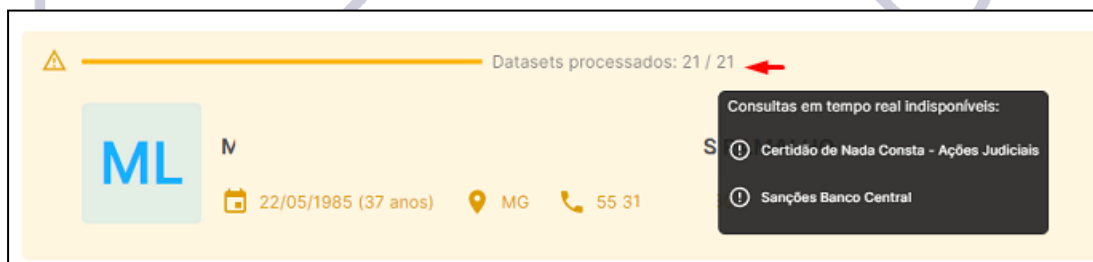 Datasets processados: 21 / 21
Consultas em tempo real indisponíveis:
Certidão de Nada Consta - Ações Judiciais
Sanções Banco Central
ML
M
S
22/05/1985 (37 anos)
MG
55 31